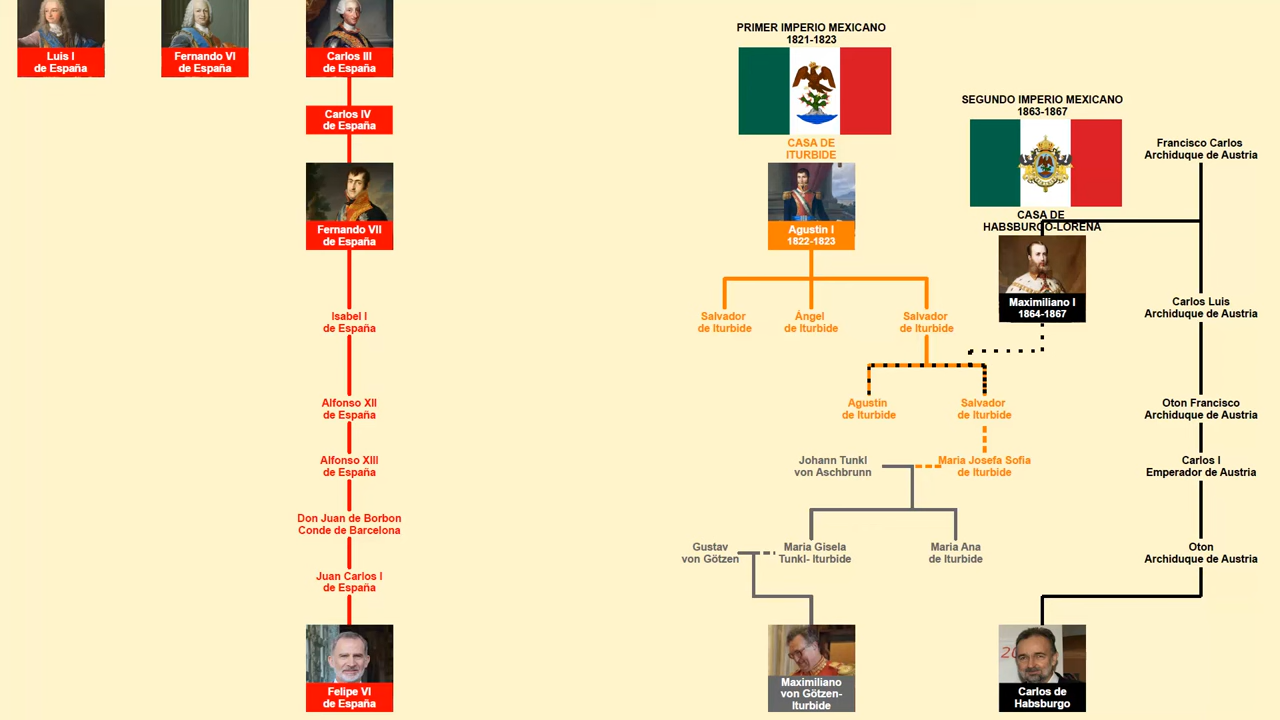 Luis I
de España
Fernando VI
de España
Carlos III
de España
Carlos IV
de España
Fernando VII
de España
Isabel I
de España
Alfonso XII
de España
Alfonso XIII
de España
Don Juan de Borbon
Conde de Barcelona
Juan Carlos I
de España
Felipe VI
de España
PRIMER IMPERIO MEXICANO
1821-1823
CASA DE
ITURBIDE
Agustín I
1822-1823
Salvador
de Iturbide
Ángel
de Iturbide
Salvador
de Iturbide
Agustín
de Iturbide
Salvador
de Iturbide
Johann Tunkl
von Aschbrunn
Maria Josefa Sofia
de Iturbide
Gustav
von Götzen
Maria Gisela
Tunkl- Iturbide
Maria Ana
de Iturbide
Maximiliano
von Götzen-
Iturbide
SEGUNDO IMPERIO MEXICANO
1863-1867
CASA DE
HABSBURGO-LORENA
Maximiliano I
1864-1867
Francisco Carlos
Archiduque de Austria
Carlos Luis
Archiduque de Austria
Oton Francisco
Archiduque de Austria
Carlos I
Emperador de Austria
Oton
Archiduque de Austria
20
Carlos de
Habsburgo